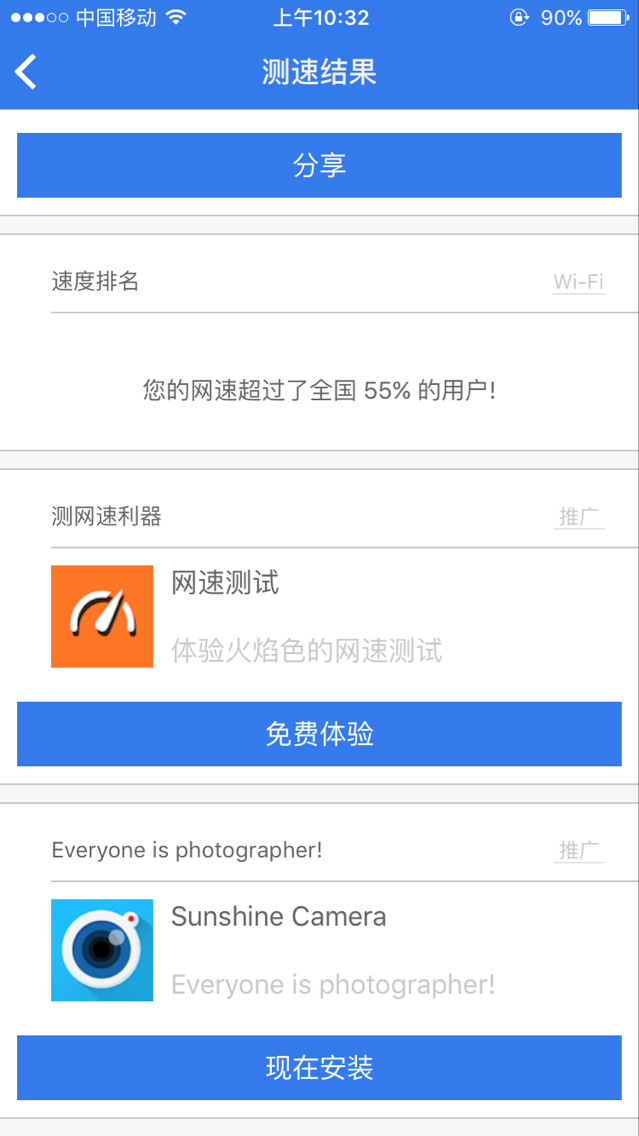 中国移动 上午10:32 90%
测速结果
分享
速度排名 Wi-Fi
您的网速超过了全国 55% 的用户!
测网速利器 推广
网速测试
体验火焰色的网速测试
免费体验
Everyone is photographer! 推广
Sunshine Camera
Everyone is photographer!
现在安装